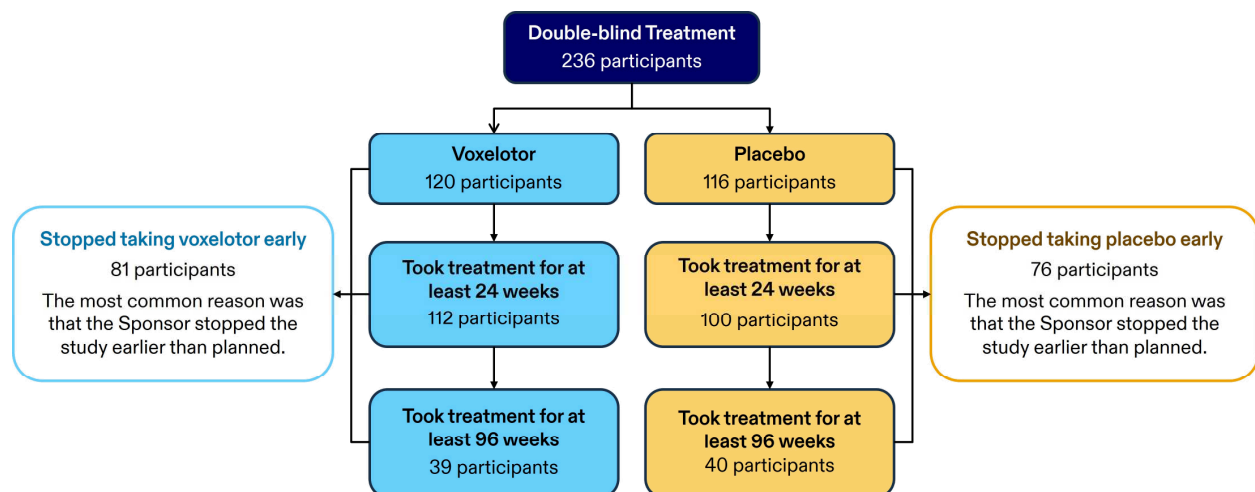 Double-blind Treatment
236 participants
Voxelotor
120 participants
Placebo
116 participants
Stopped taking voxelotor early
81 participants
The most common reason was
that the Sponsor stopped the
study earlier than planned.
Took treatment for at
least 24 weeks
112 participants
Took treatment for at
least 24 weeks
100 participants
Stopped taking placebo early
76 participants
The most common reason was
that the Sponsor stopped the
study earlier than planned.
Took treatment for at
least 96 weeks
39 participants
Took treatment for at
least 96 weeks
40 participants